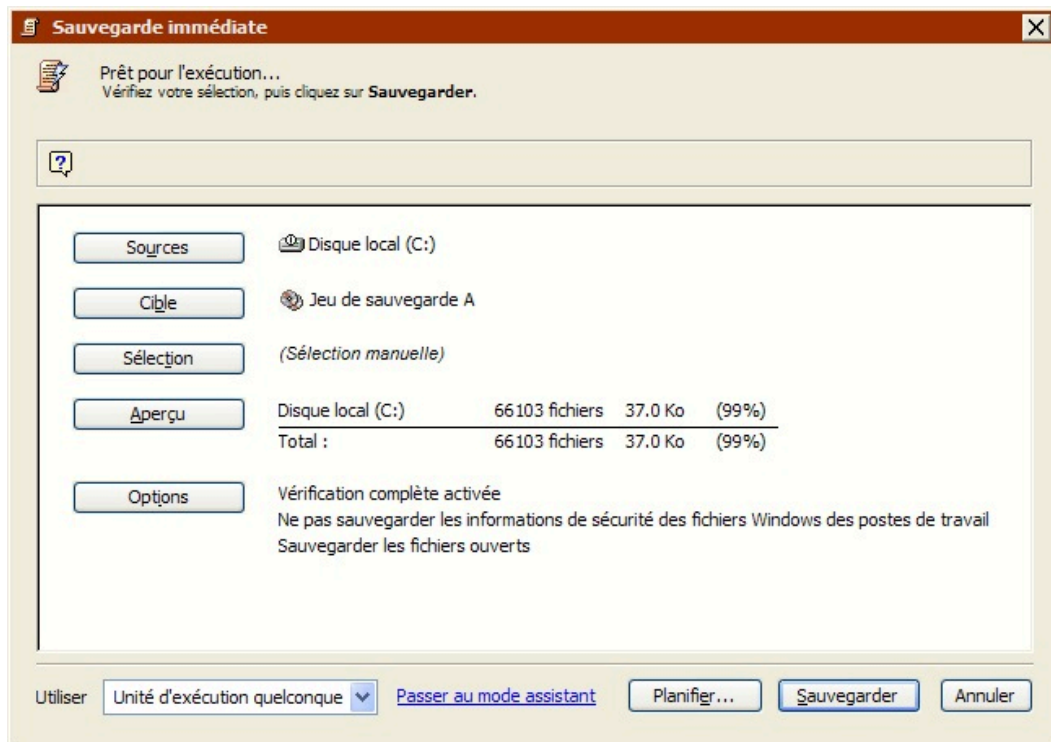 Sauvegarde immédiate
Prêt pour l'exécution...
Vérifiez votre sélection, puis cliquez sur Sauvegarder.
Sources
Disque local (C:)
Cible
Jeu de sauvegarde A
Sélection
(Sélection manuelle)
Aperçu
Disque local (C:) 66103 fichiers 37.0 Ko (99%)
Total : 66103 fichiers 37.0 Ko (99%)
Options
Vérification complète activée
Ne pas sauvegarder les informations de sécurité des fichiers Windows des postes de travail
Sauvegarder les fichiers ouverts
Utiliser Unité d'exécution quelconque Passer au mode assistant Planifier... Sauvegarder Annuler